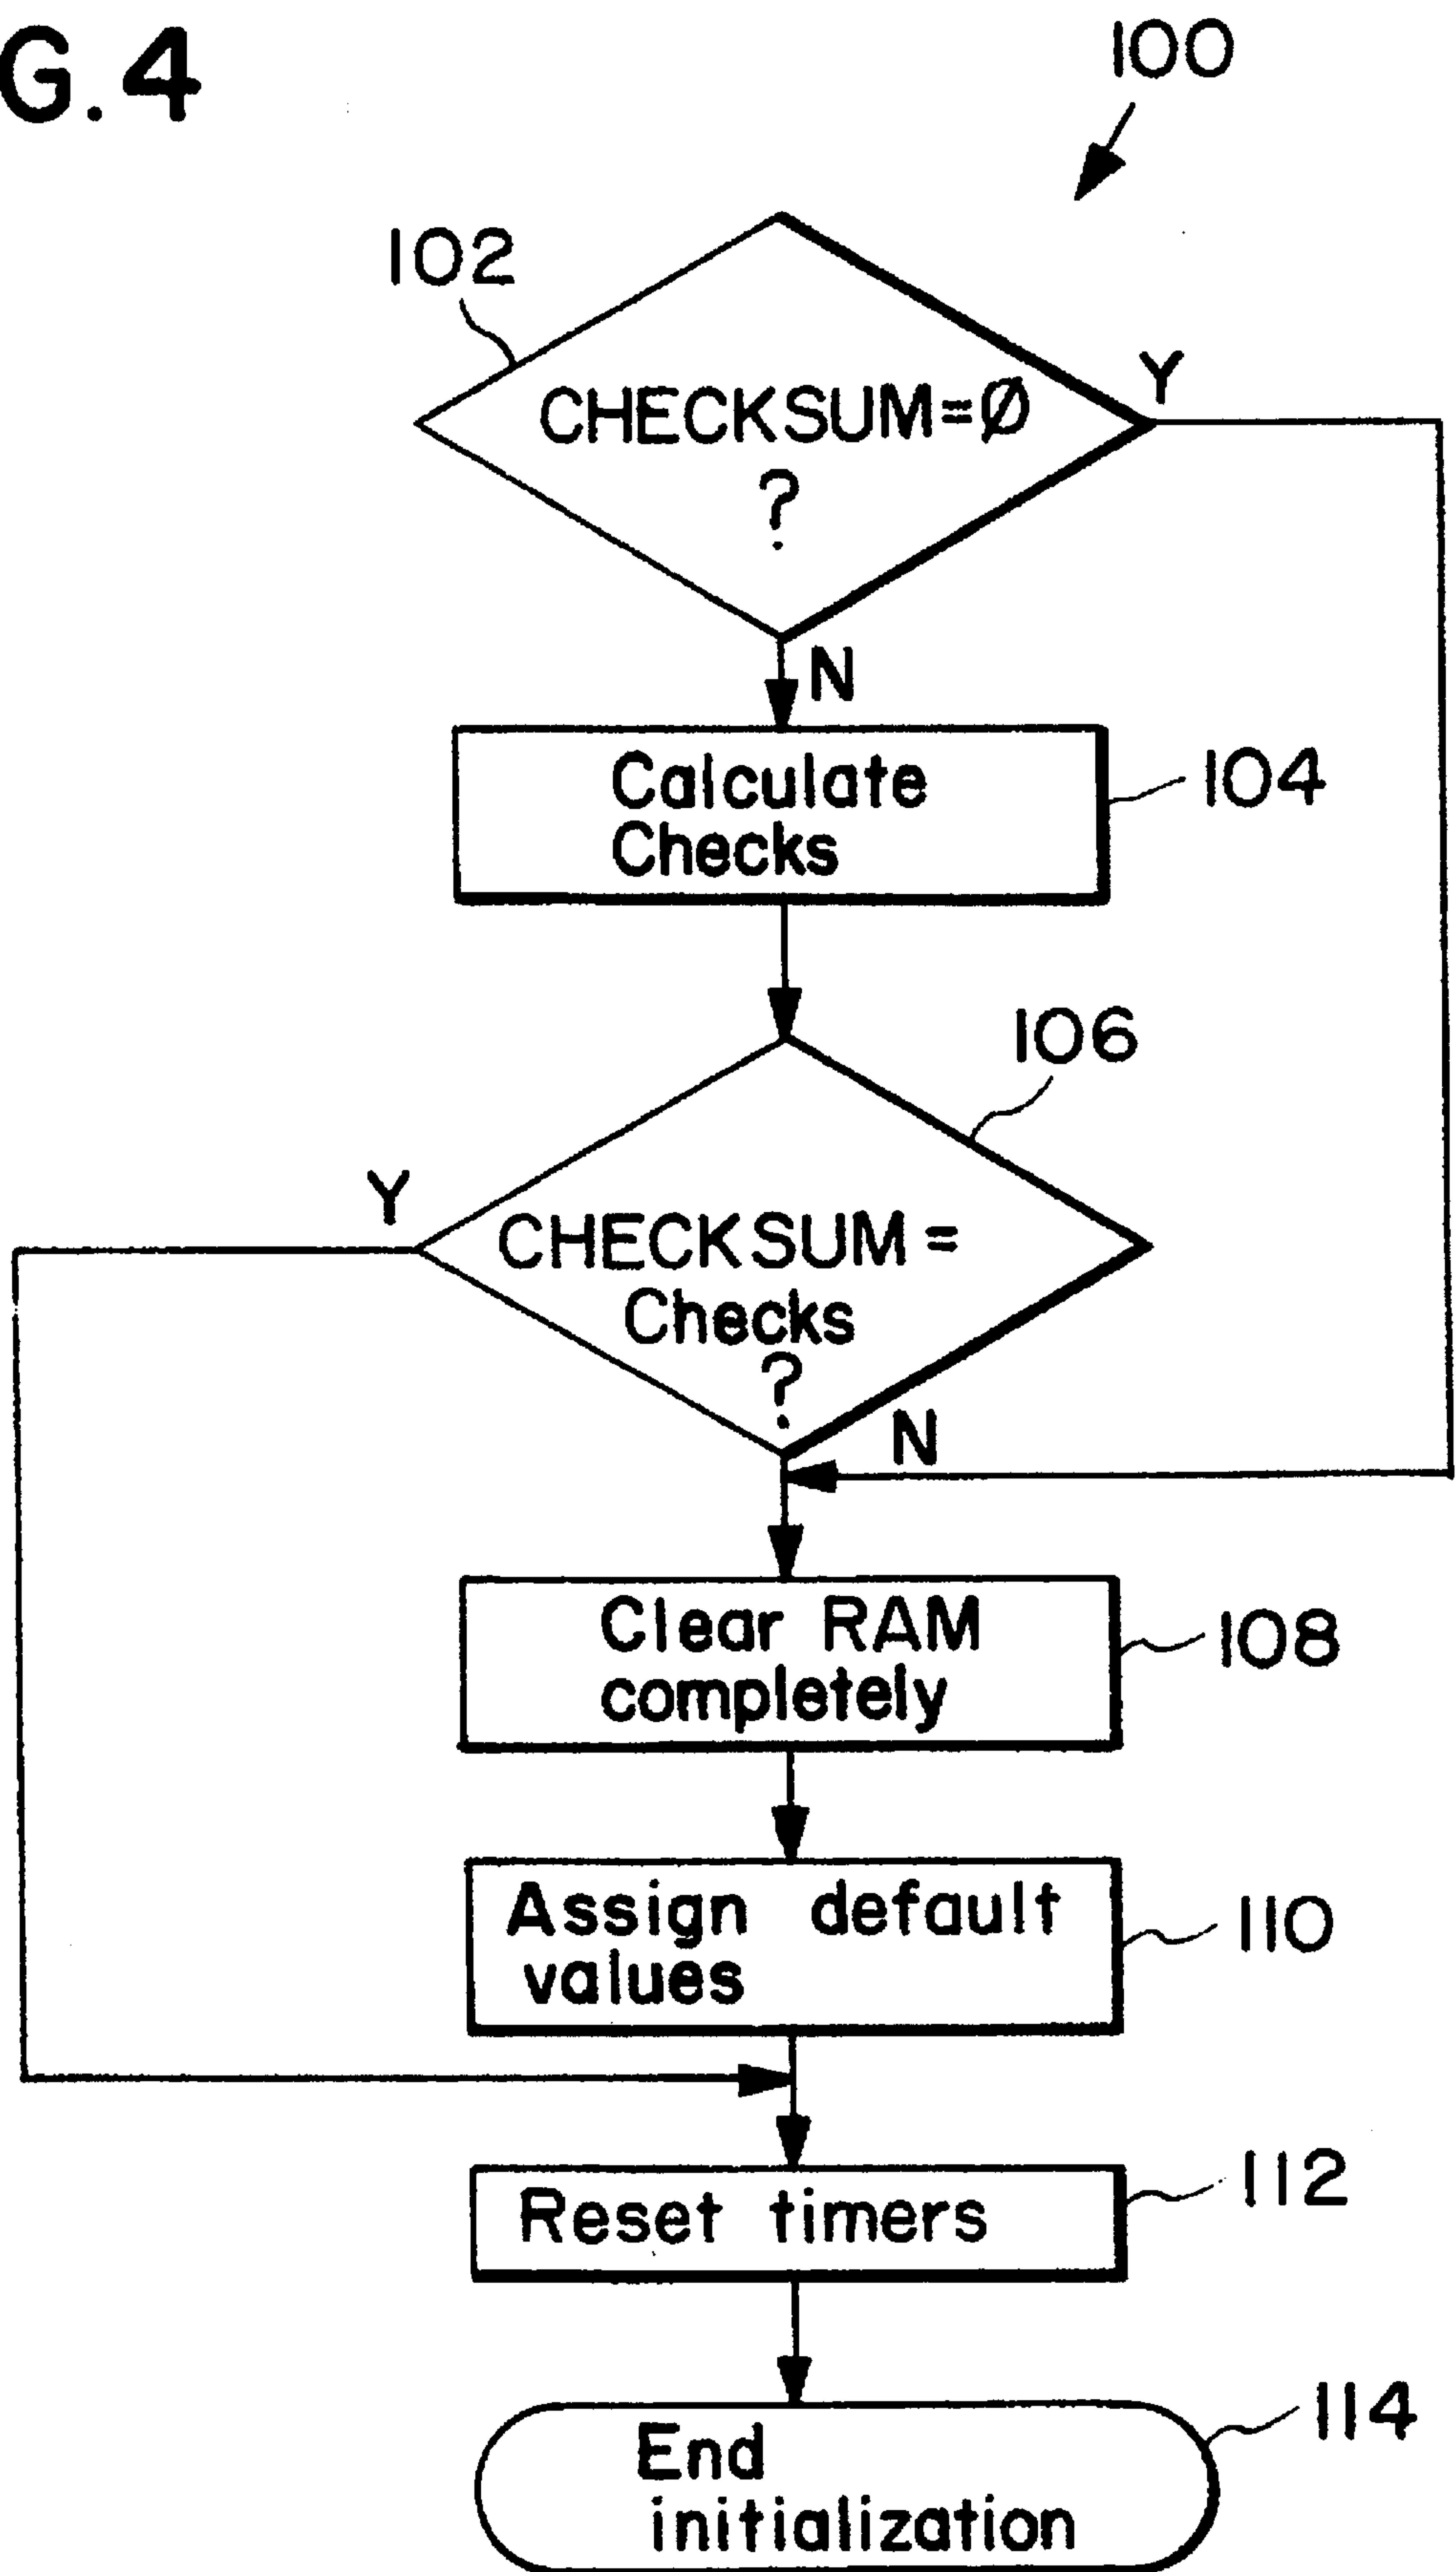 G.4
100
102
CHECKSUM=Ø
?
Y
N
Calculate
Checks
104
106
Y
CHECKSUM =
Checks
?
N
Clear RAM
completely
108
Assign default
values
110
Reset timers
112
End
initialization
114